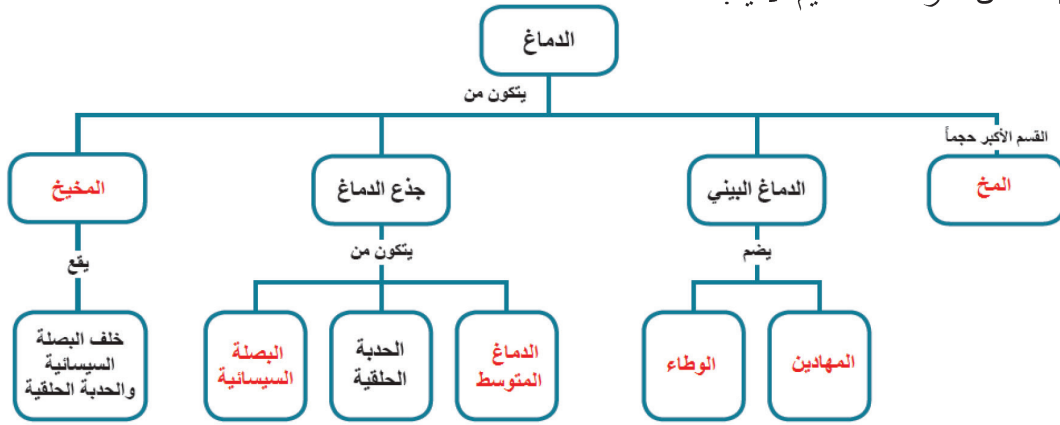 الدماغ
يتكون من
القسم الأكبر حجماً
المخ
الدماغ البيني
جذع الدماغ
المخيخ
يضم
يتكون من
يقع
المهادين
الوطاء
الدماغ
المتوسط
الحدبة
الحلقية
البصلة
السيسائية
خلف البصلة
السيسائية
والحدبة الحلقية